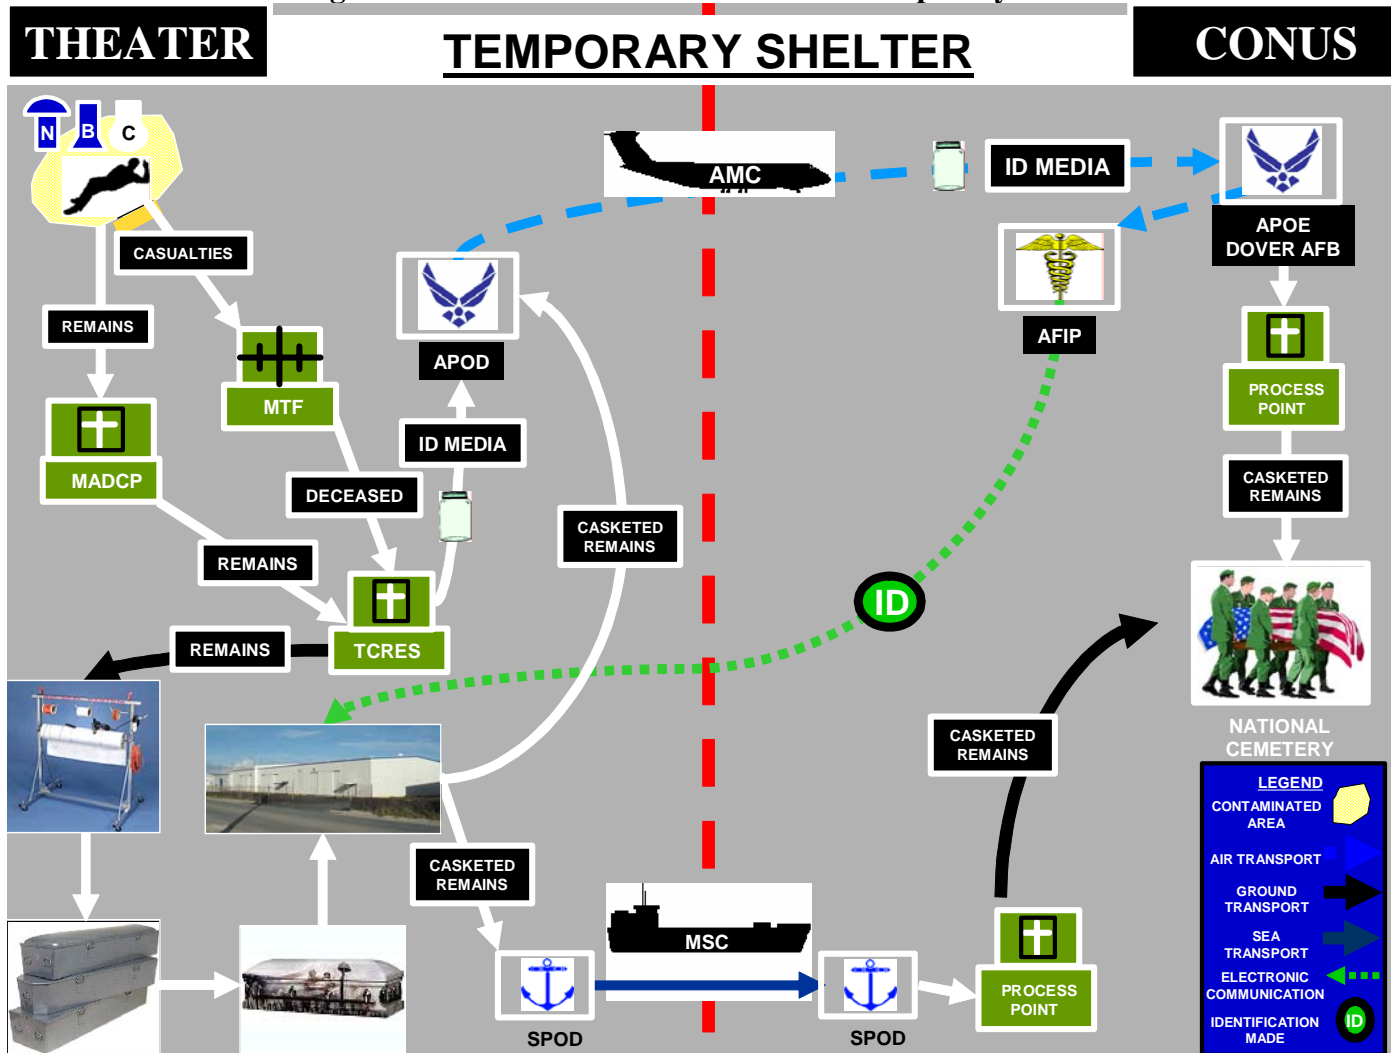 THEATER
TEMPORARY SHELTER
CONUS
N
B
C
CASUALTIES
REMAINS
MTF
MADCP
DECEASED
REMAINS
TCRES
REMAINS
APOD
ID MEDIA
CASKETED
REMAINS
AMC
ID MEDIA
APOE
DOVER AFB
AFIP
PROCESS
POINT
CASKETED
REMAINS
ID
NATIONAL
CEMETERY
CASKETED
REMAINS
CASKETED
REMAINS
MSC
SPOD
SPOD
PROCESS
POINT
LEGEND
CONTAMINATED
AREA
AIR TRANSPORT
GROUND
TRANSPORT
SEA
TRANSPORT
ELECTRONIC
COMMUNICATION
IDENTIFICATION
MADE
ID